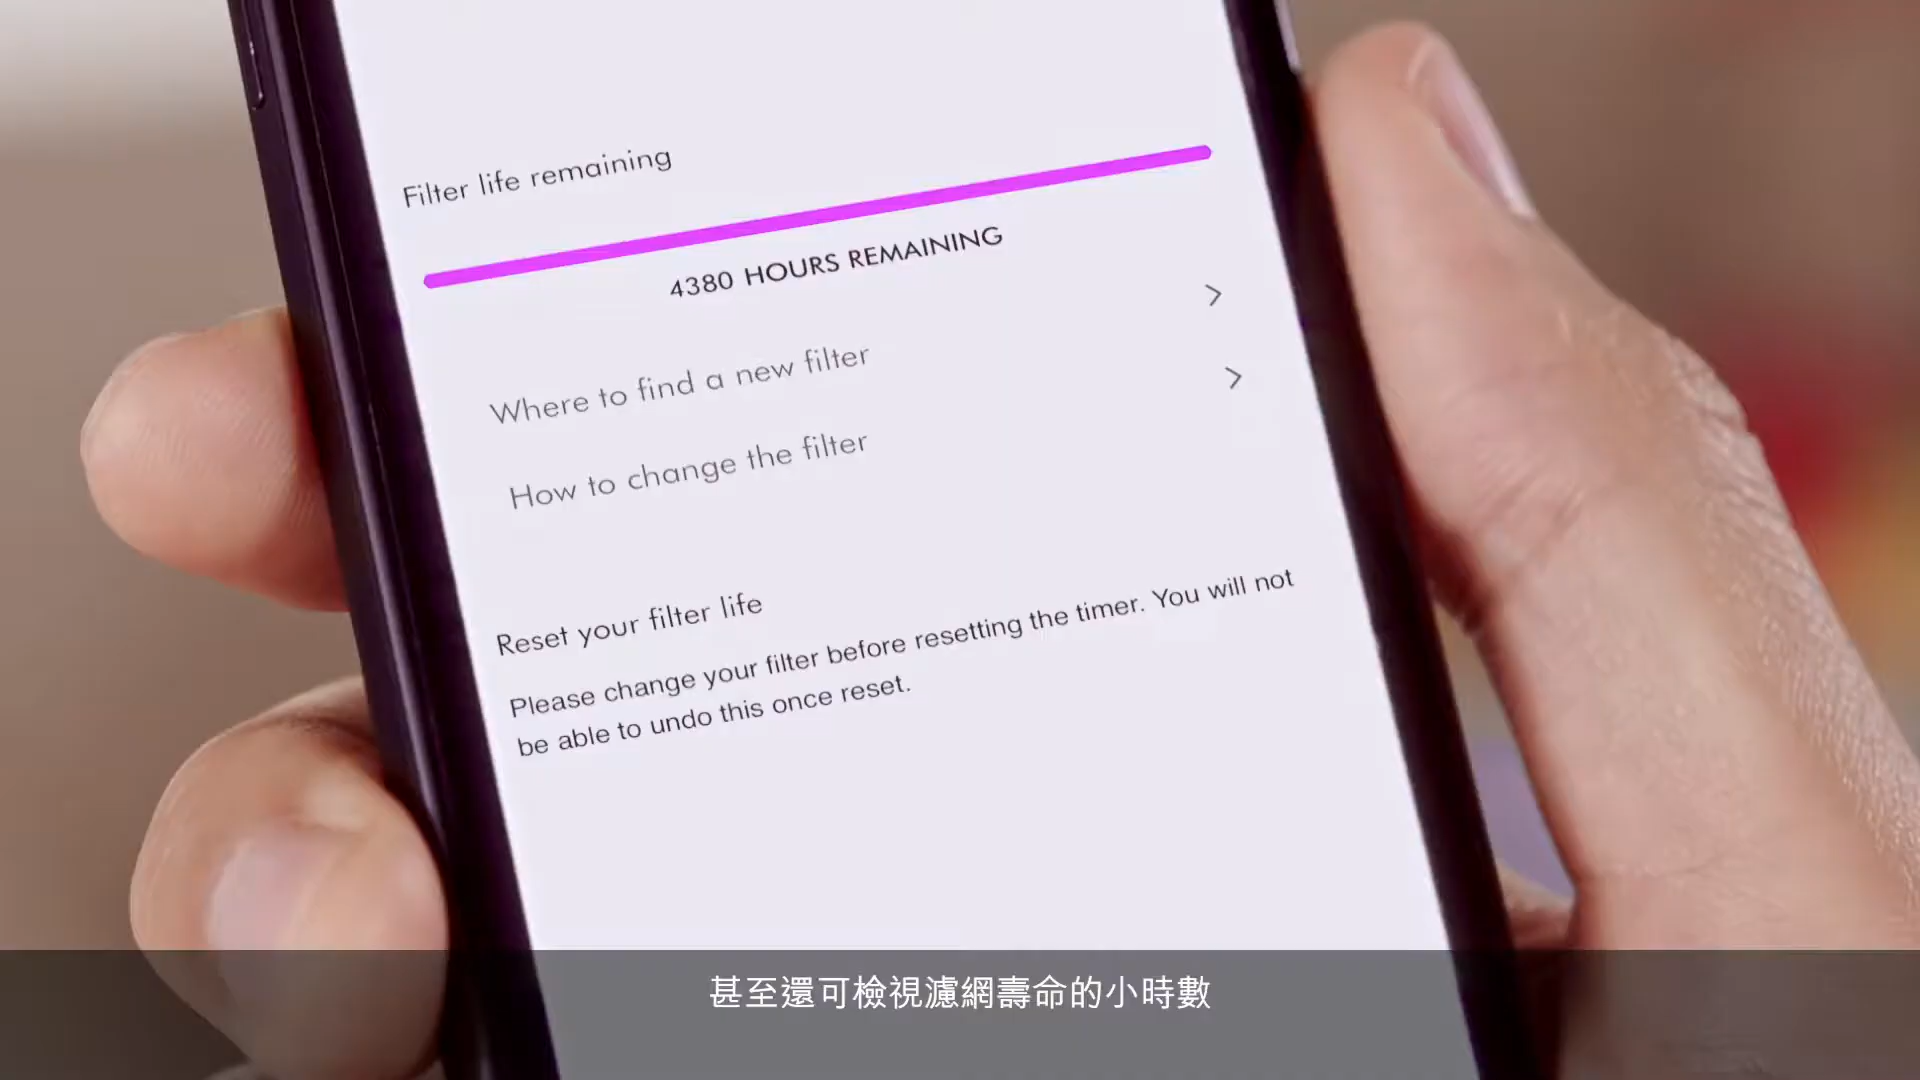 Filter life remaining
4380 HOURS REMAINING
Where to find a new filter
How to change the filter
Reset your filter life
Please change your filter before resetting the timer. You will not
be able to undo this once reset.
甚至還可檢視濾網壽命的小時數